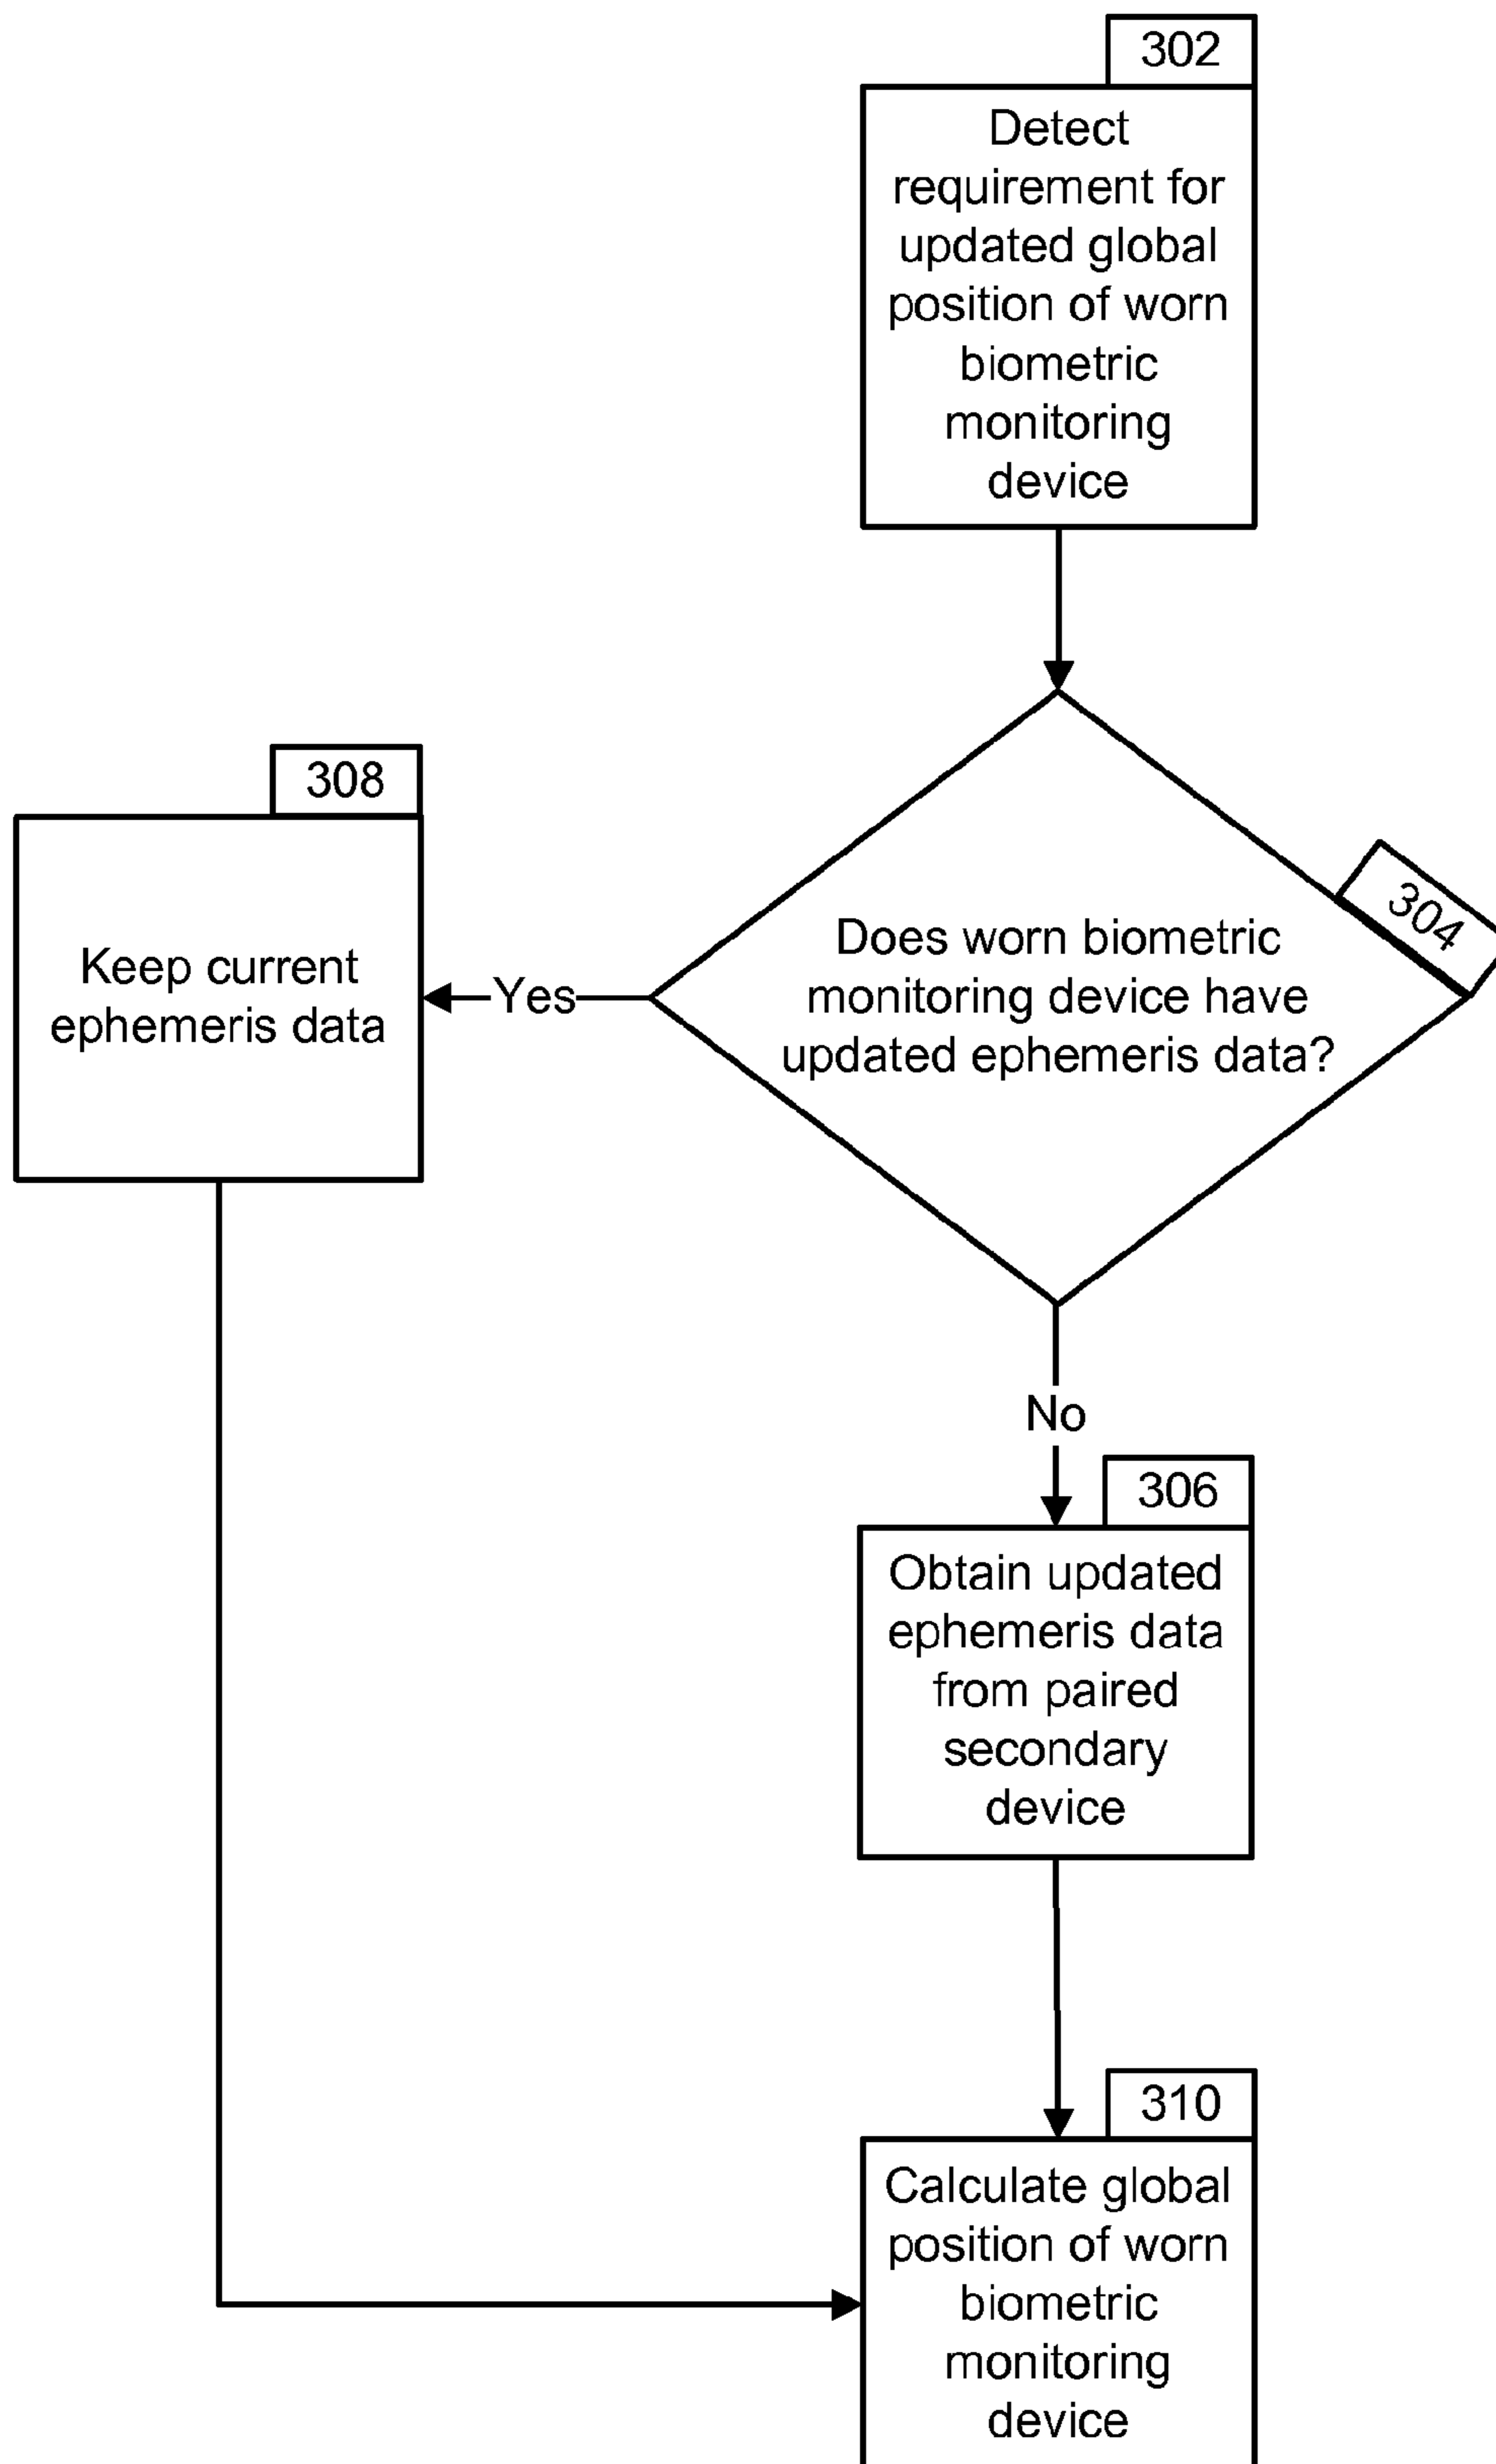 302
Detect
requirement for
updated global
position of worn
biometric
monitoring
device
308
Keep current
ephemeris data
Yes
304
Does worn biometric
monitoring device have
updated ephemeris data?
No
306
Obtain updated
ephemeris data
from paired
secondary
device
310
Calculate global
position of worn
biometric
monitoring
device